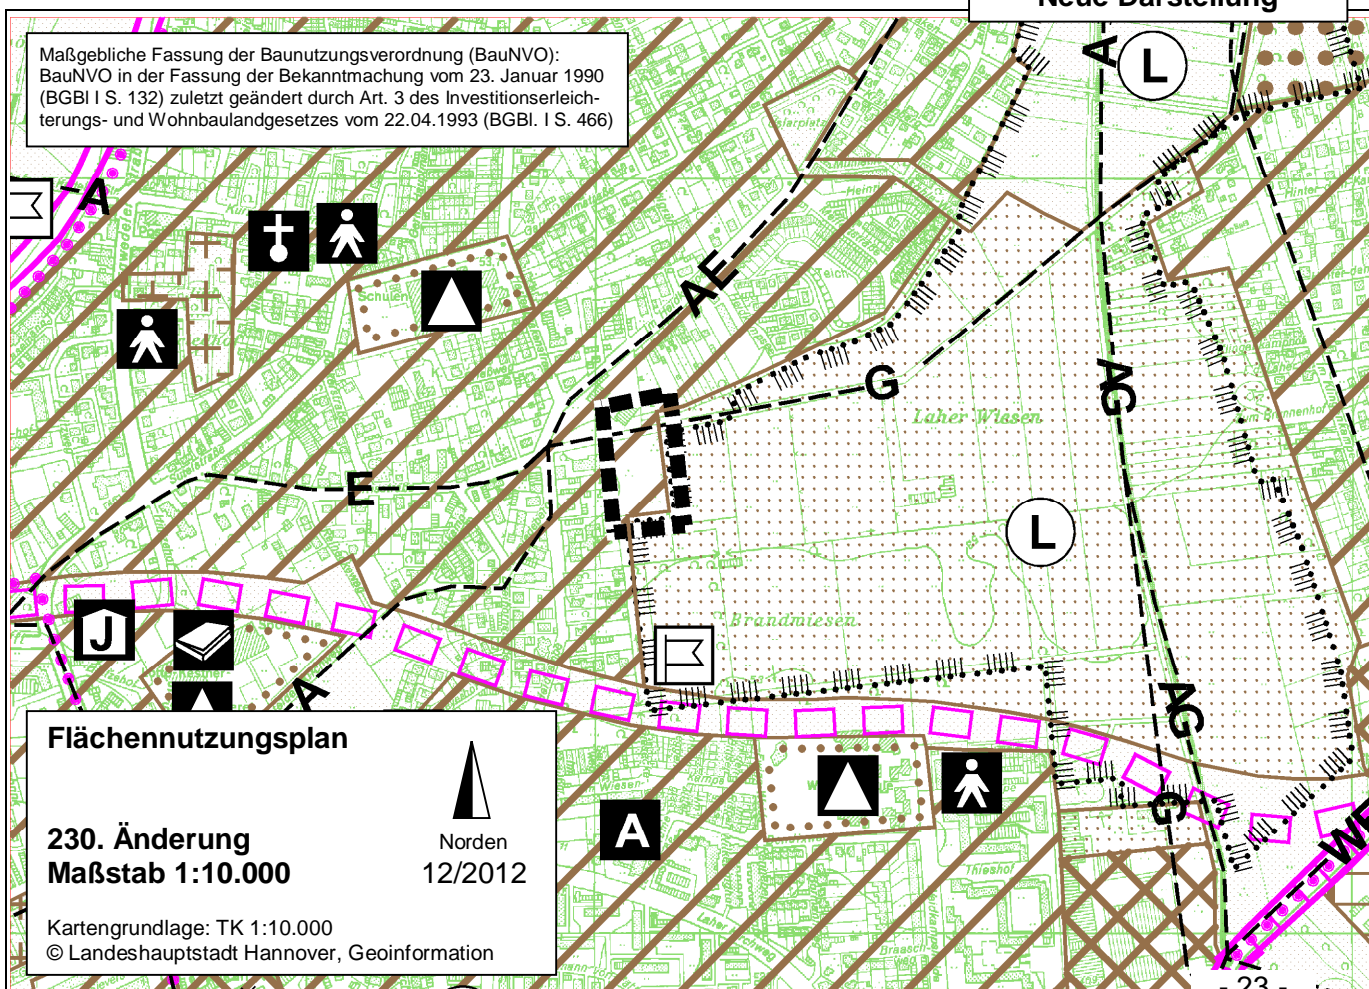 Neue Darstellung
Maßgebliche Fassung der Baunutzungsverordnung (BauNVO):
BauNVO in der Fassung der Bekanntmachung vom 23. Januar 1990
(BGBl I S. 132) zuletzt geändert durch Art. 3 des Investitionserleich-
terungs- und Wohnbaulandgesetzes vom 22.04.1993 (BGBl. I S. 466)
A
L
A
Schulen
Teich
A E
G
AG
Laher Wiesen
E
L
Brandwiesen
J
A
AG
G
A
W
Thieshof
Flächennutzungsplan
230. Änderung
Maßstab 1:10.000
Norden
12/2012
Kartengrundlage: TK 1:10.000
© Landeshauptstadt Hannover, Geoinformation
- 23 -